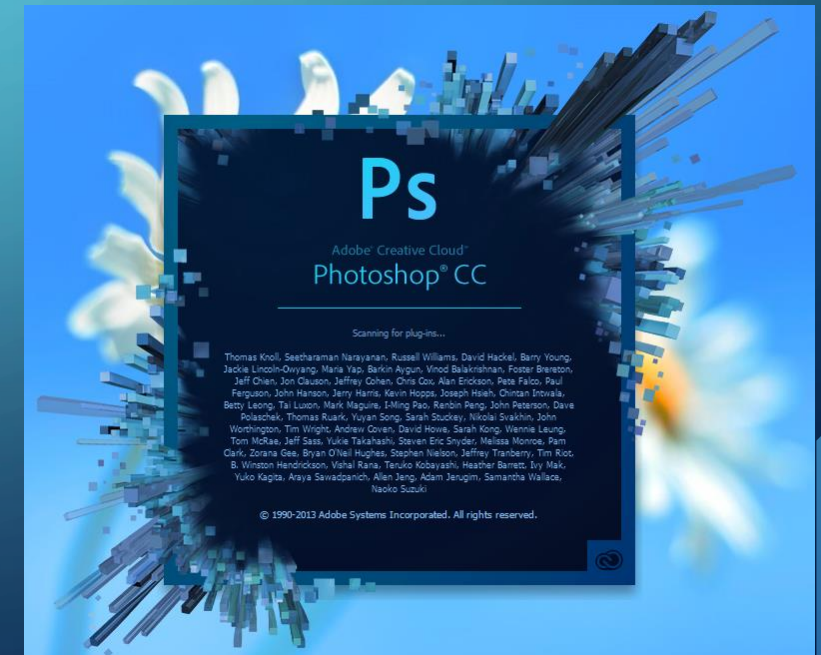 Ps
Adobe® Creative Cloud™
Photoshop® CC
Scanning for plug-ins...
Thomas Knoll, Seetharaman Narayanan, Russell Williams, David Hackel, Barry Young,
Jackie Lincoln-Owyang, Maria Yap, Barkin Aygun, Vinod Balakrishnan, Foster Brereton,
Jeff Chien, Jon Clauson, Jeffrey Cohen, Chris Cox, Alan Erickson, Pete Falco, Paul
Ferguson, John Hanson, Jerry Harris, Kevin Hopps, Joseph Hsieh, Chintan Intwala,
Betty Leong, Tai Luxon, Mark Maguire, I-Ming Pao, Renbin Peng, John Peterson, Dave
Polaschek, Thomas Ruark, Yuyan Song, Sarah Stuckey, Nikolai Svakhin, John
Worthington, Tim Wright, Andrew Coven, David Howe, Sarah Kong, Wennie Leung,
Tom McRae, Jeff Sass, Yukie Takahashi, Steven Eric Snyder, Melissa Monroe, Pam
Clark, Zorana Gee, Bryan O'Neil Hughes, Stephen Nielson, Jeffrey Tranberry, Tim Riot,
B. Winston Hendrickson, Vishal Rana, Teruko Kobayashi, Heather Barrett, Ivy Mak,
Yuko Kagita, Araya Sawadpanich, Allen Jeng, Adam Jerugim, Samantha Wallace,
Naoko Suzuki
© 1990-2013 Adobe Systems Incorporated. All rights reserved.